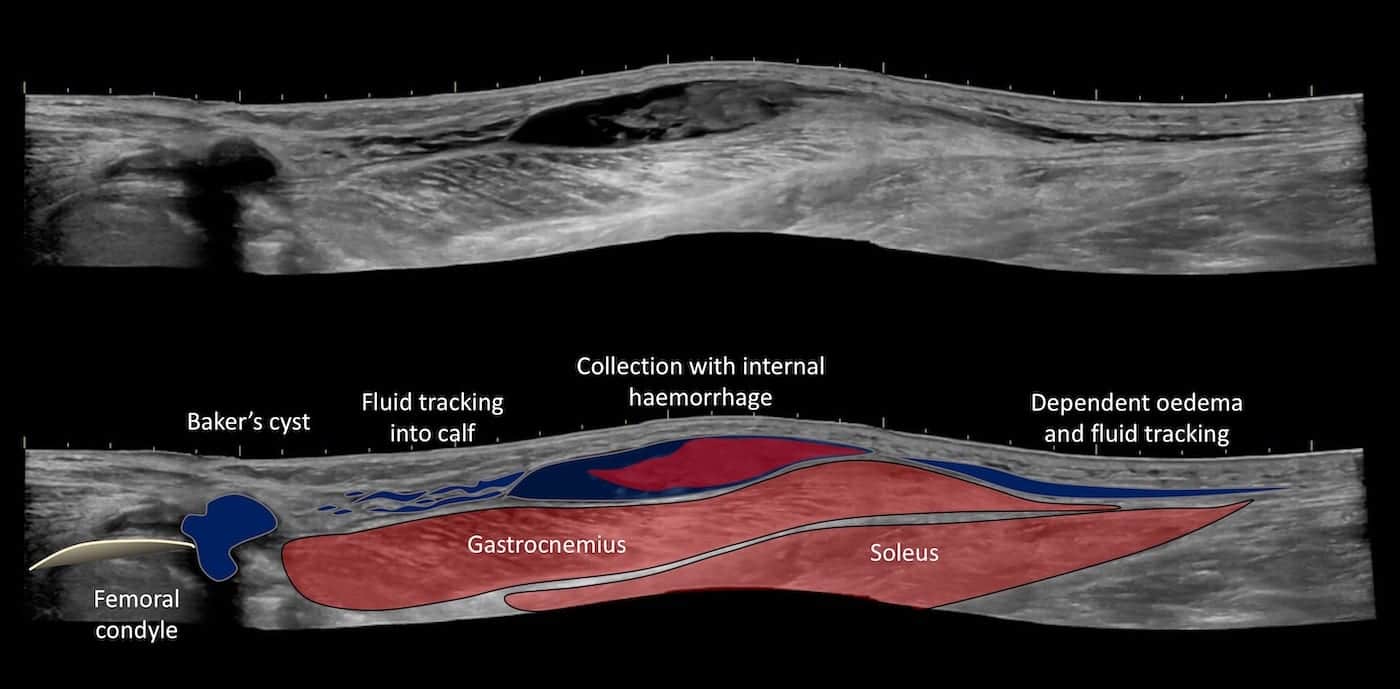 Collection with internal
haemorrhage
Baker’s cyst
Fluid tracking
into calf
Dependent oedema
and fluid tracking
Gastrocnemius
Soleus
Femoral
condyle